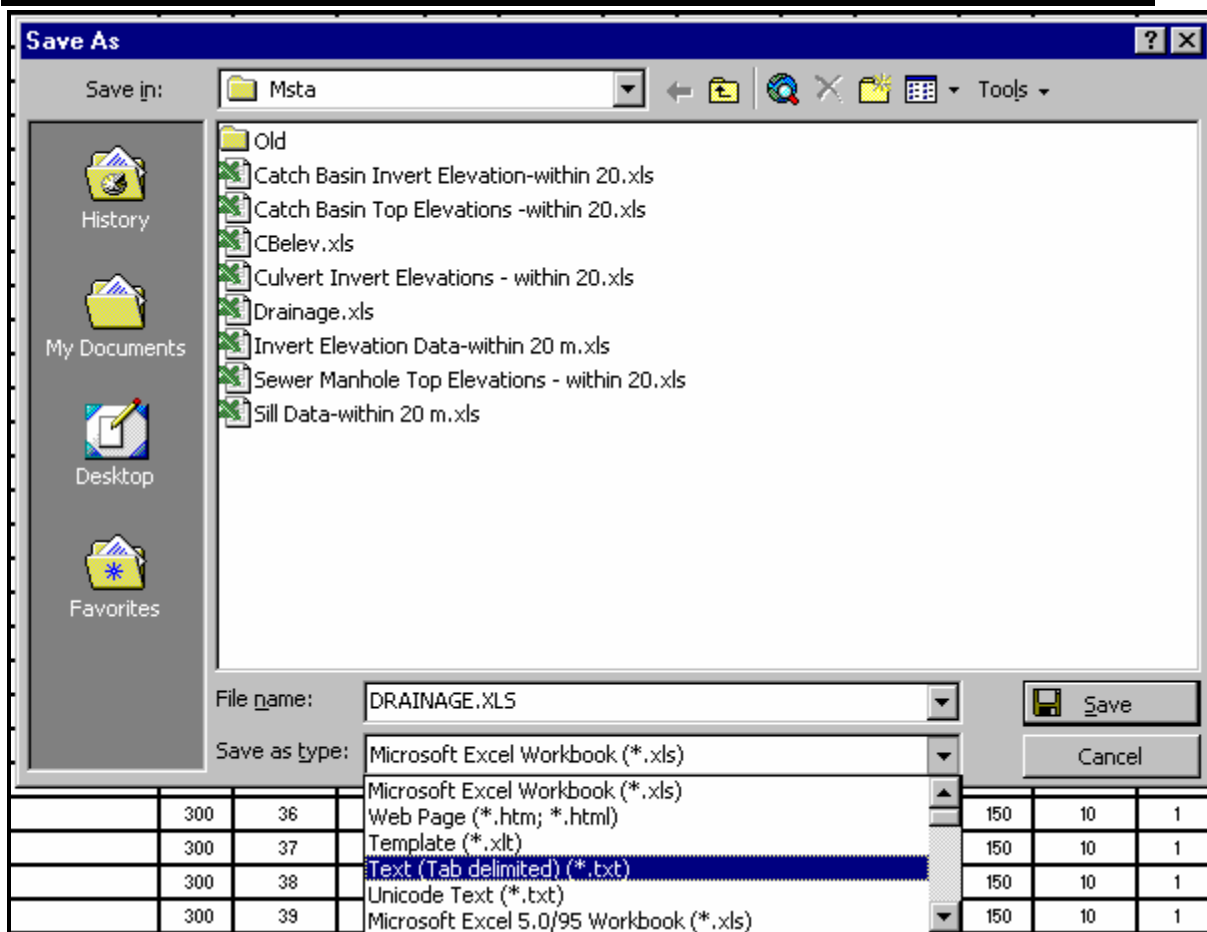 Save As
? ×
Save in:
Msta
Tools
Old
Catch Basin Invert Elevation-within 20.xls
Catch Basin Top Elevations -within 20.xls
CBelev.xls
Culvert Invert Elevations - within 20.xls
Drainage.xls
Invert Elevation Data-within 20 m.xls
Sewer Manhole Top Elevations - within 20.xls
Sill Data-within 20 m.xls
History
My Documents
Desktop
Favorites
File name:
DRAINAGE.XLS
Save
Save as type:
Microsoft Excel Workbook (*.xls)
Cancel
Microsoft Excel Workbook (*.xls)
Web Page (*.htm; *.html)
Template (*.xlt)
Text (Tab delimited) (*.txt)
Unicode Text (*.txt)
Microsoft Excel 5.0/95 Workbook (*.xls)
300 36 150 10 1
300 37 150 10 1
300 38 150 10 1
300 39 150 10 1